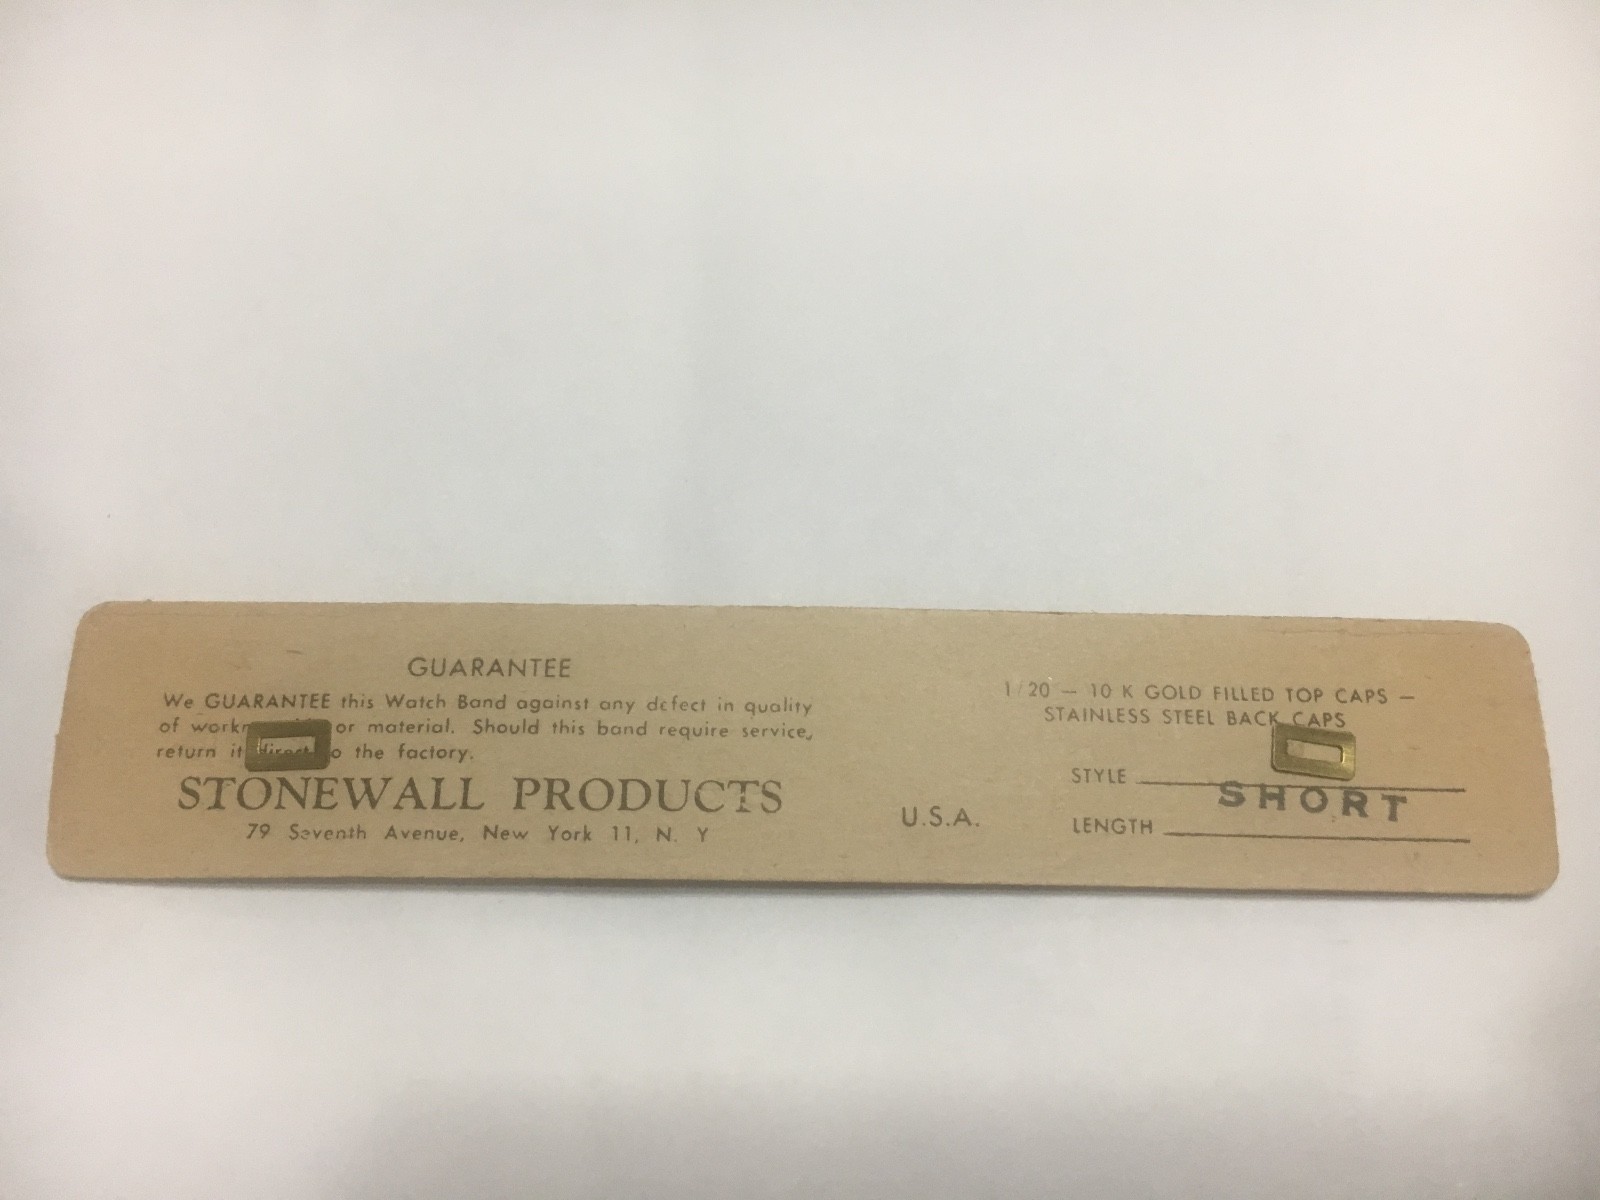 GUARANTEE
We GUARANTEE this Watch Band against any defect in quality
of or material. Should this band require service,
return it direct the factory.
STONEWALL PRODUCTS
79 Seventh Avenue, New York 11, N. Y
U.S.A.
1/20 — 10 K GOLD FILLED TOP CAPS —
STAINLESS STEEL BACK CAPS
STYLE
SHORT
LENGTH